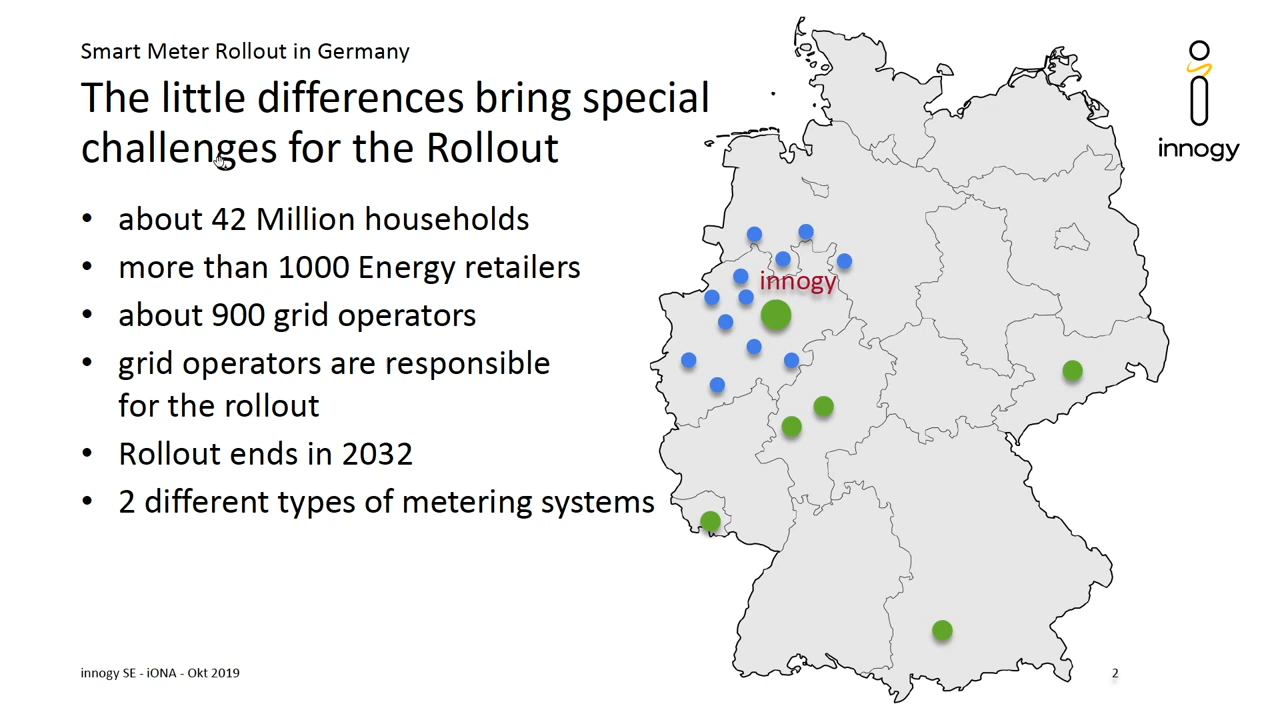 Smart Meter Rollout in Germany
The little differences bring special
challenges for the Rollout
• about 42 Million households
• more than 1000 Energy retailers
• about 900 grid operators
• grid operators are responsible
for the rollout
• Rollout ends in 2032
• 2 different types of metering systems
innogy
innogy
innogy SE - iONA - Okt 2019
2